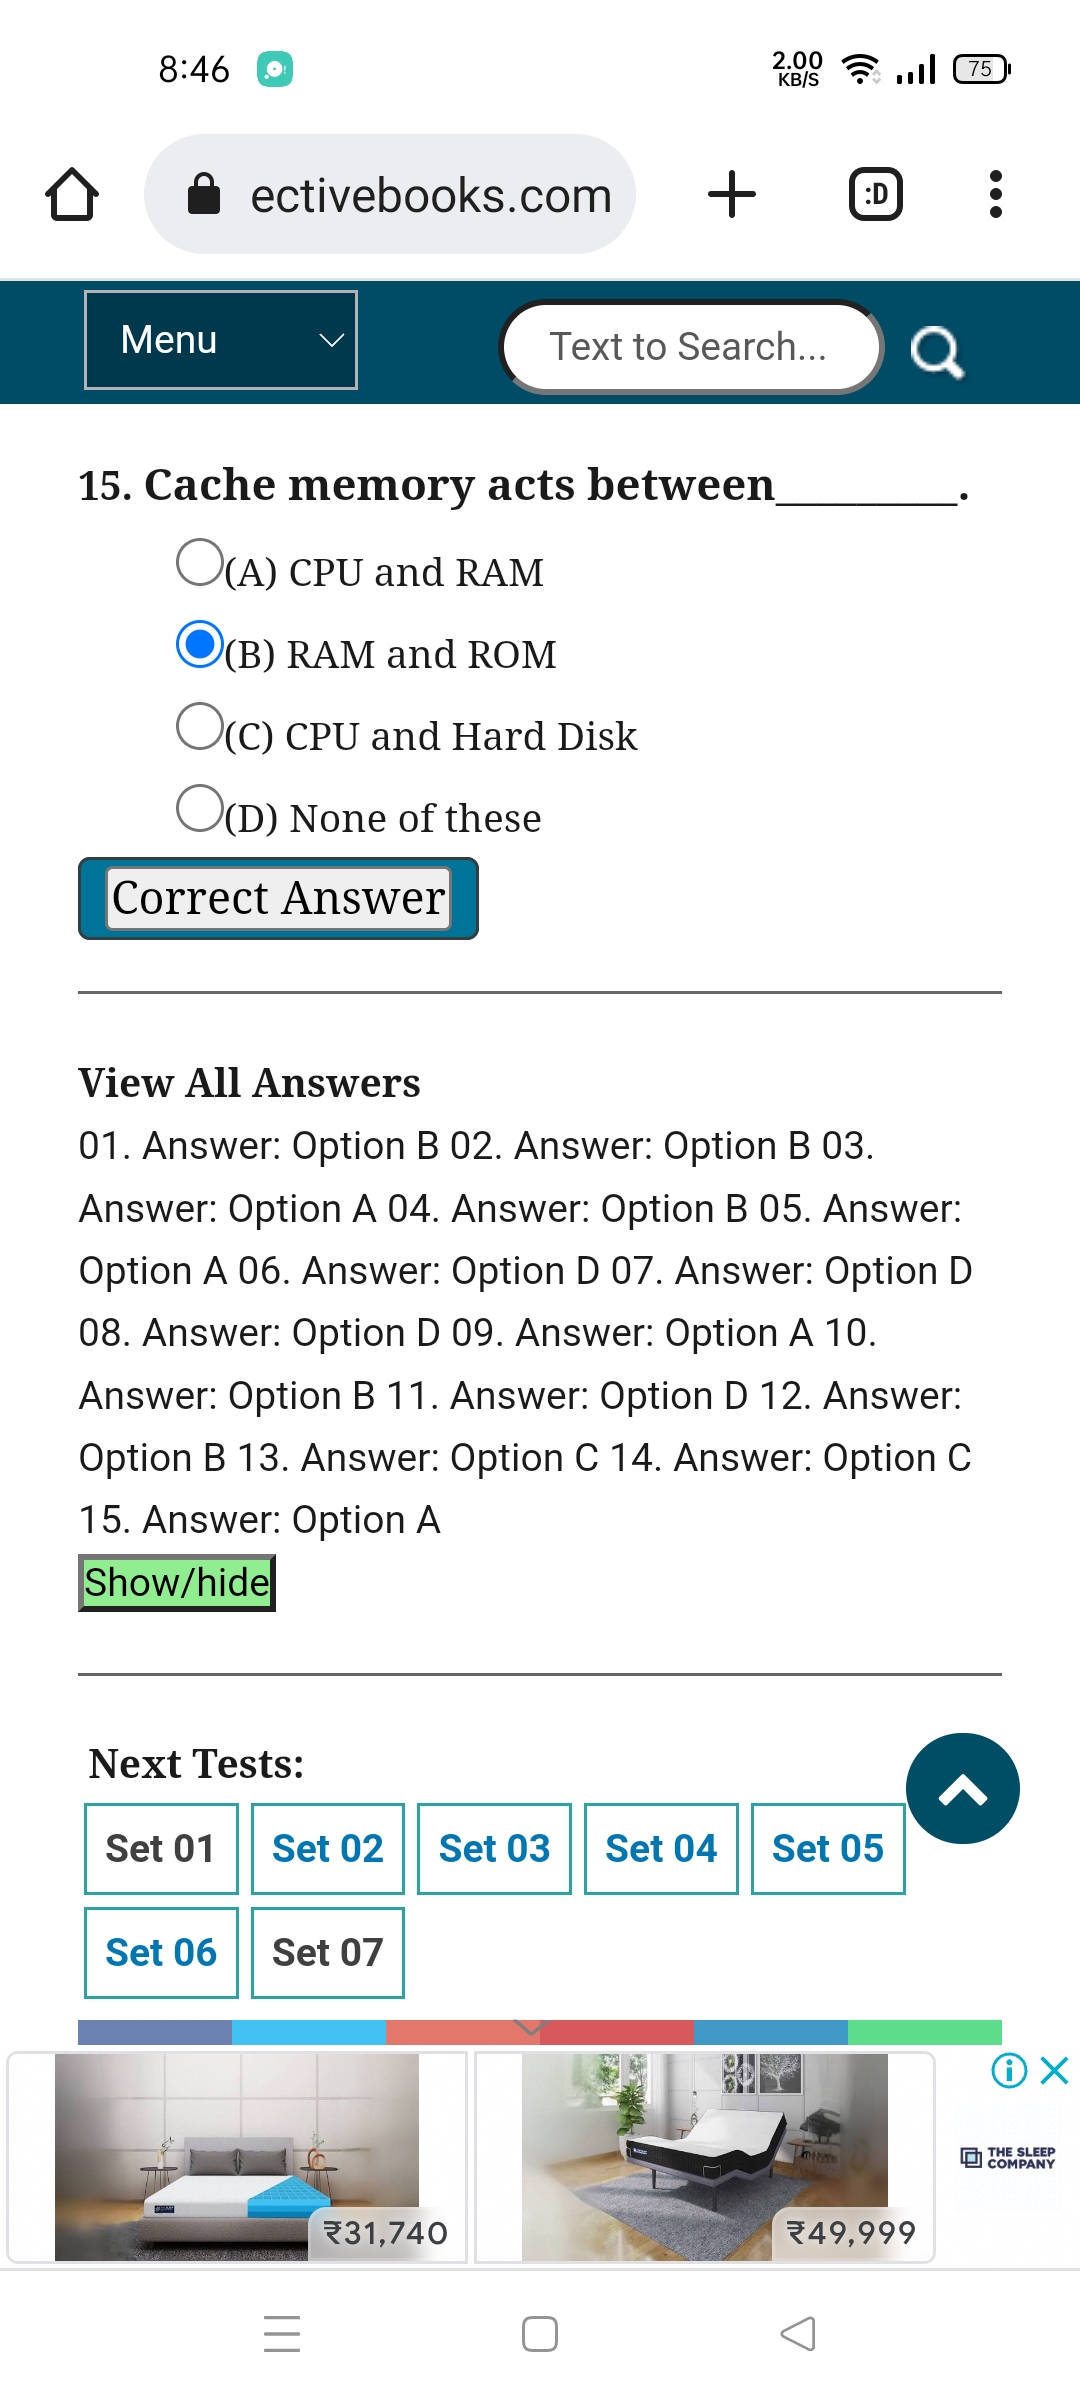 8:46
2.00
KB/S
75
ectivebooks.com
:D
Menu
Text to Search...
15. Cache memory acts between_________.
(A) CPU and RAM
(B) RAM and ROM
(C) CPU and Hard Disk
(D) None of these
Correct Answer
View All Answers
01. Answer: Option B 02. Answer: Option B 03.
Answer: Option A 04. Answer: Option B 05. Answer:
Option A 06. Answer: Option D 07. Answer: Option D
08. Answer: Option D 09. Answer: Option A 10.
Answer: Option B 11. Answer: Option D 12. Answer:
Option B 13. Answer: Option C 14. Answer: Option C
15. Answer: Option A
Show/hide
Next Tests:
Set 01 Set 02 Set 03 Set 04 Set 05
Set 06 Set 07
₹31,740
₹49,999
THE SLEEP
COMPANY